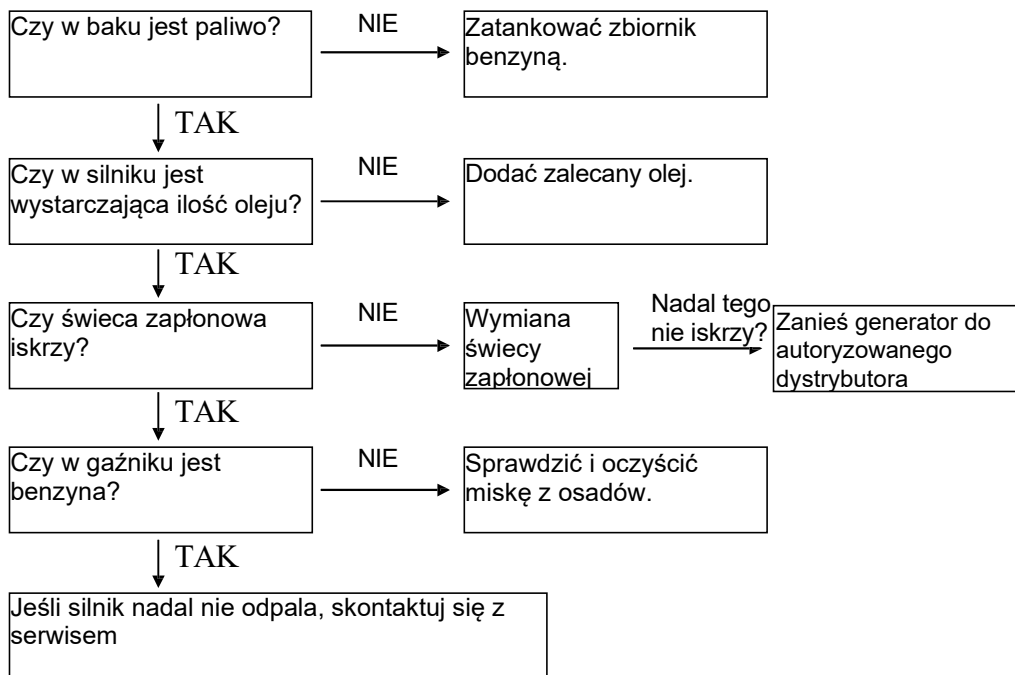 Czy w baku jest paliwo?
NIE
Zatankować zbiornik
benzyną.
TAK
Czy w silniku jest
wystarczająca ilość oleju?
NIE
Dodać zalecany olej.
TAK
Czy świeca zapłonowa
iskrzy?
NIE
Wymiana
świecy
zapłonowej
Nadal tego
nie iskrzy?
Zanieś generator do
autoryzowanego
dystrybutora
TAK
Czy w gaźniku jest
benzyna?
NIE
Sprawdzić i oczyścić
miskę z osadów.
TAK
Jeśli silnik nadal nie odpala, skontaktuj się z
serwisem